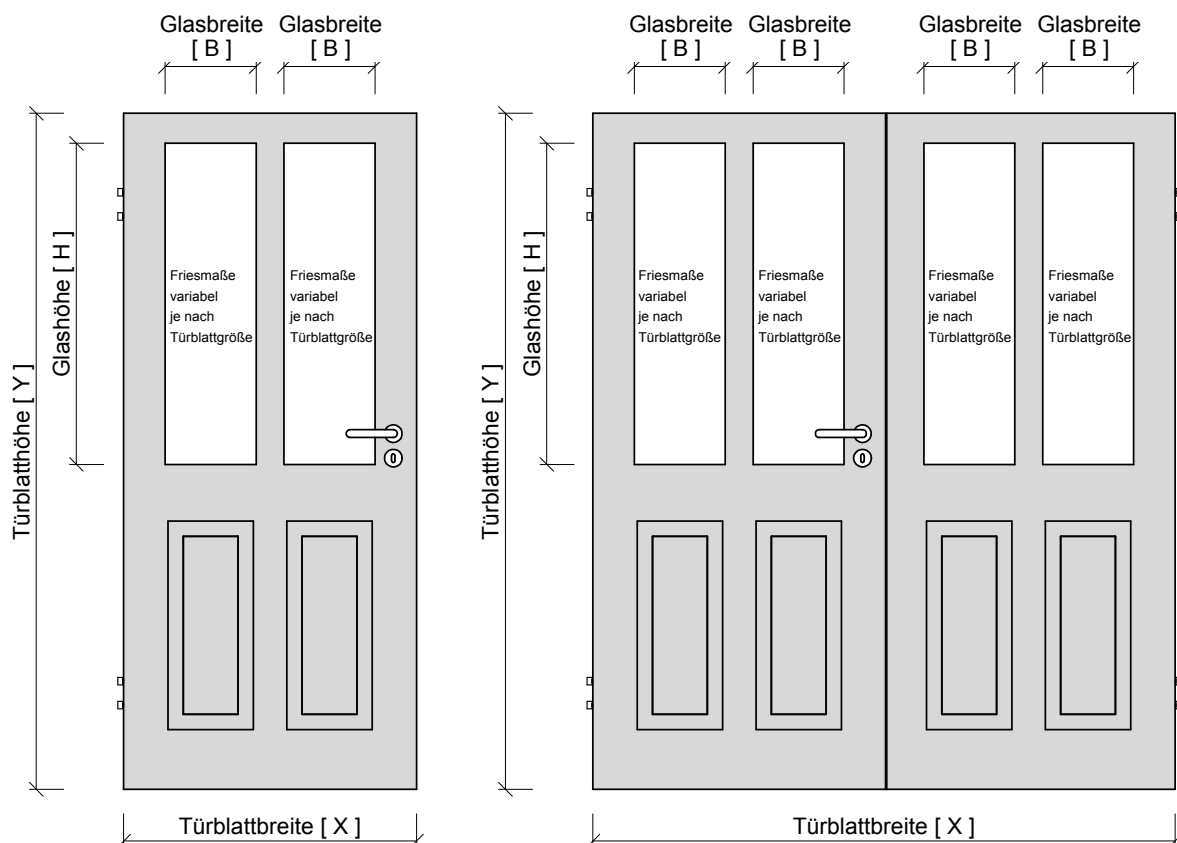 Glasbreite
[ B ]
Glasbreite
[ B ]
Glasbreite
[ B ]
Glasbreite
[ B ]
Glasbreite
[ B ]
Glasbreite
[ B ]
Türblatthöhe [ Y ]
Glashöhe [ H ]
Friesmaße
variabel
je nach
Türblattgröße
Friesmaße
variabel
je nach
Türblattgröße
Türblattbreite [ X ]
Türblatthöhe [ Y ]
Glashöhe [ H ]
Friesmaße
variabel
je nach
Türblattgröße
Friesmaße
variabel
je nach
Türblattgröße
Friesmaße
variabel
je nach
Türblattgröße
Friesmaße
variabel
je nach
Türblattgröße
Türblattbreite [ X ]